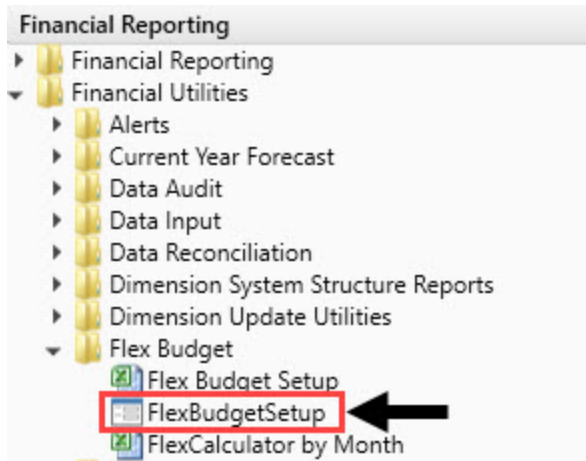 Financial Reporting
Financial Reporting
Financial Utilities
Alerts
Current Year Forecast
Data Audit
Data Input
Data Reconciliation
Dimension System Structure Reports
Dimension Update Utilities
Flex Budget
Flex Budget Setup
FlexBudgetSetup
FlexCalculator by Month